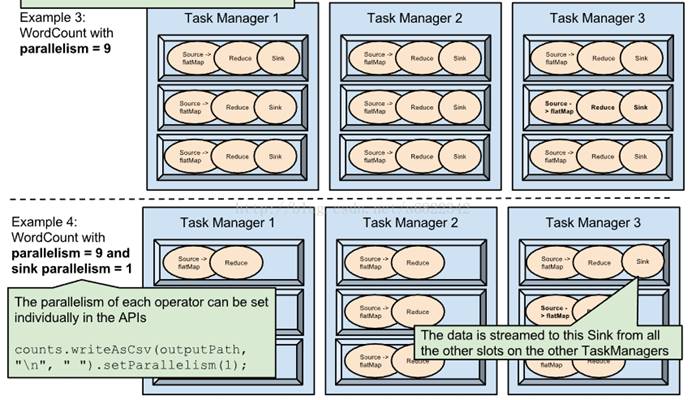 Example 3:
WordCount with
parallelism = 9
Task Manager 1
Source ->
flatMap
Reduce
Sink
Source ->
flatMap
Reduce
Sink
Source ->
flatMap
Reduce
Sink
Task Manager 2
Source ->
flatMap
Reduce
Sink
Source ->
flatMap
Reduce
Sink
Source ->
flatMap
Reduce
Sink
Task Manager 3
Source ->
flatMap
Reduce
Sink
Source -
> flatMap
Reduce
Sink
Source ->
flatMap
Reduce
Sink
Example 4:
WordCount with
parallelism = 9 and
sink parallelism = 1
The parallelism of each operator can be set
individually in the APIs
counts.writeAsCsv(outputPath,
"\n", " ").setParallelism(1);
Task Manager 1
Source ->
flatMap
Reduce
Task Manager 2
Source ->
flatMap
Reduce
Source ->
flatMap
Reduce
Source ->
flatMap
Reduce
Task Manager 3
Source ->
flatMap
Reduce
Sink
Source -
> flatMap
Reduce
The data is streamed to this Sink from all
the other slots on the other TaskManagers
flatMap